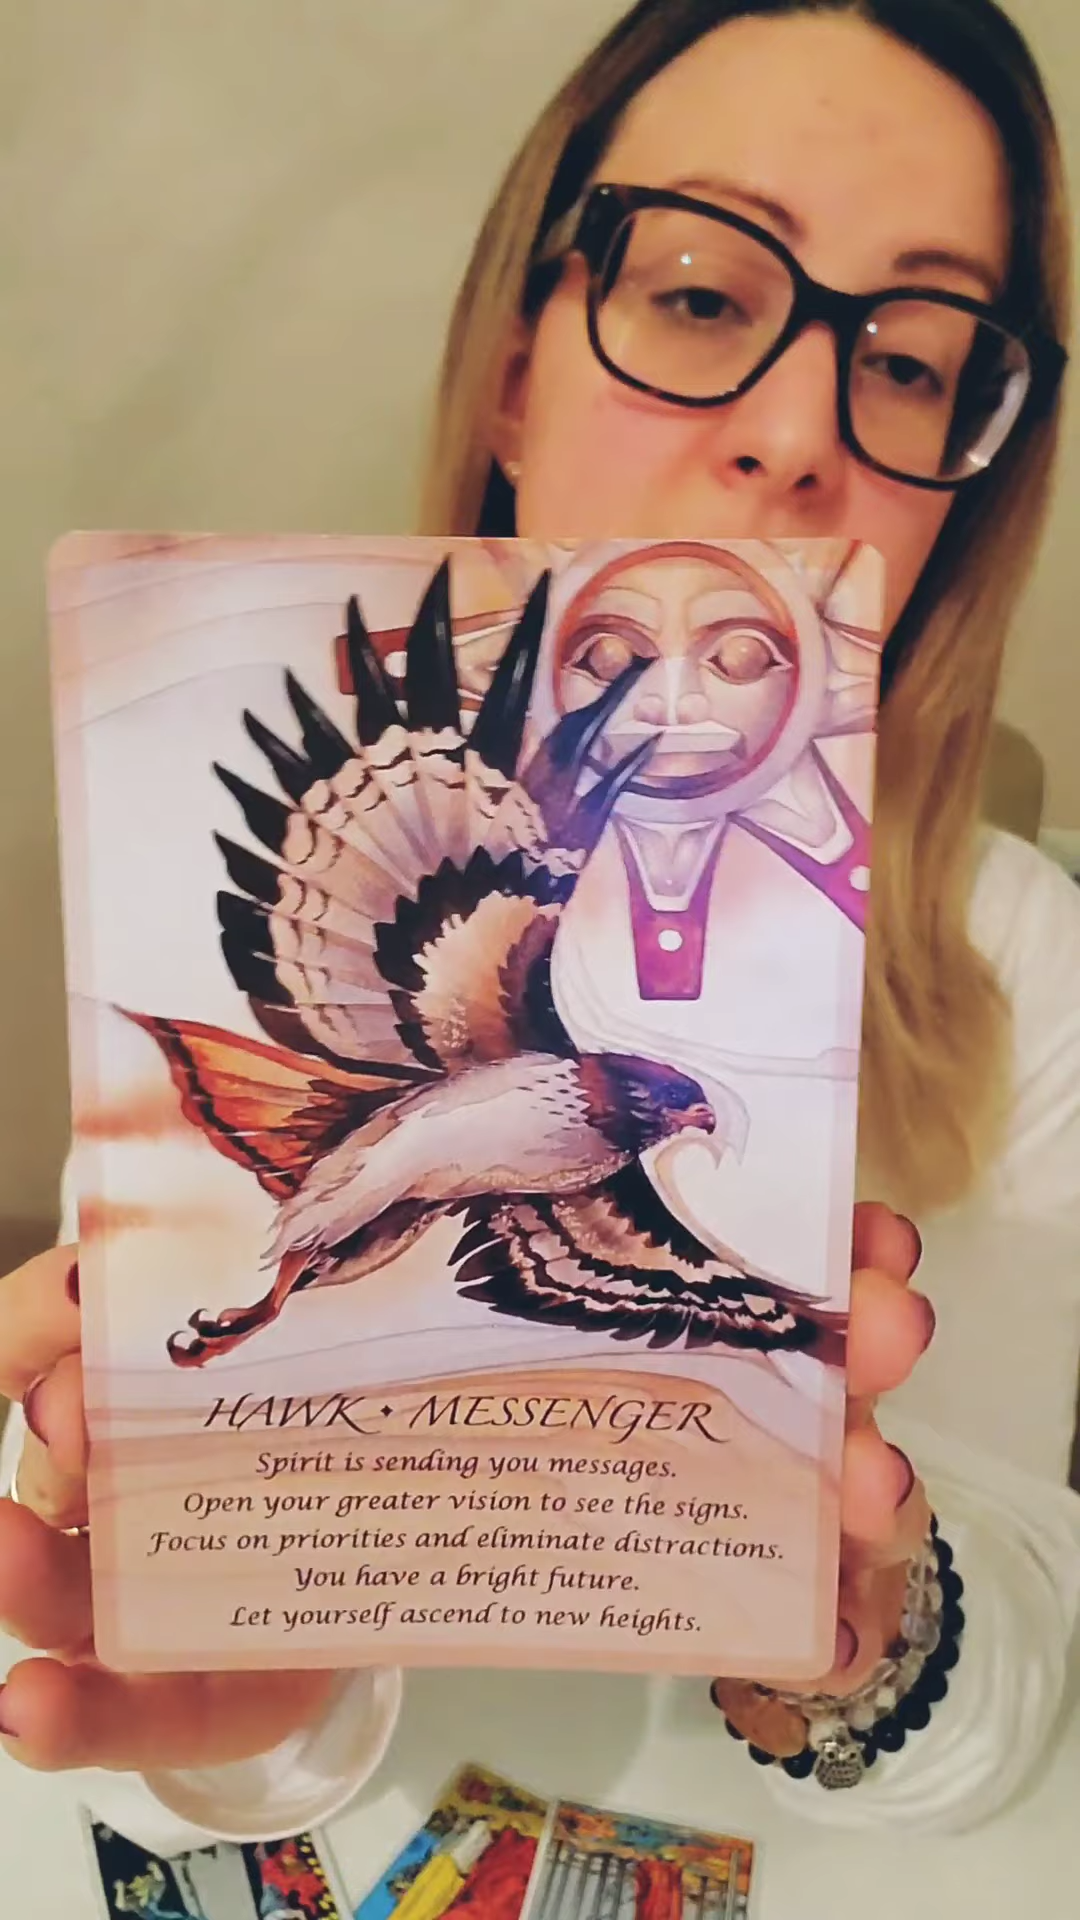 HAWK • MESSENGER
Spirit is sending you messages.
Open your greater vision to see the signs.
Focus on priorities and eliminate distractions.
You have a bright future.
Let yourself ascend to new heights.